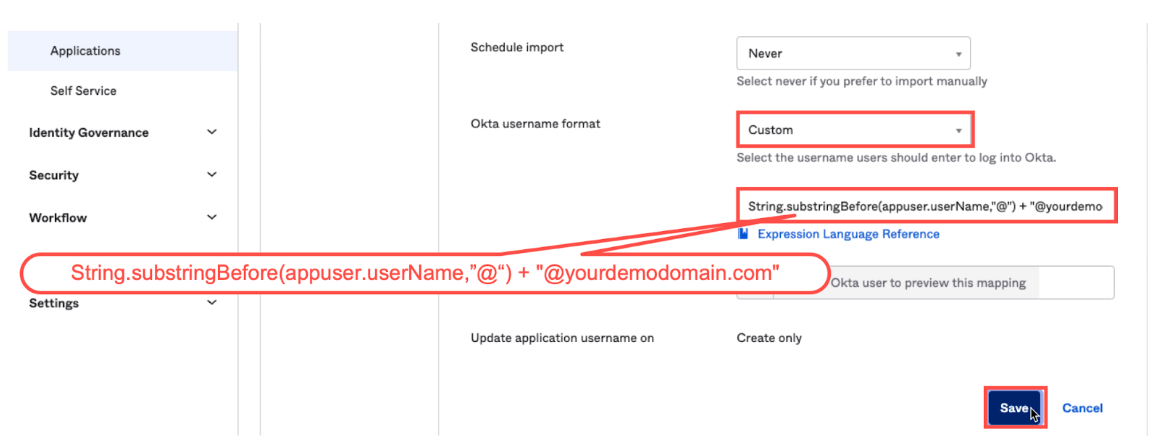 Applications
Self Service
Identity Governance
Security
Workflow
Settings
Schedule import
Never
Select never if you prefer to import manually
Okta username format
Custom
Select the username users should enter to log into Okta.
String.substringBefore(appuser.userName,"@") + "@yourdemo
Expression Language Reference
String.substringBefore(appuser.userName,”@“) + "@yourdemodomain.com"
Okta user to preview this mapping
Update application username on
Create only
Save
Cancel